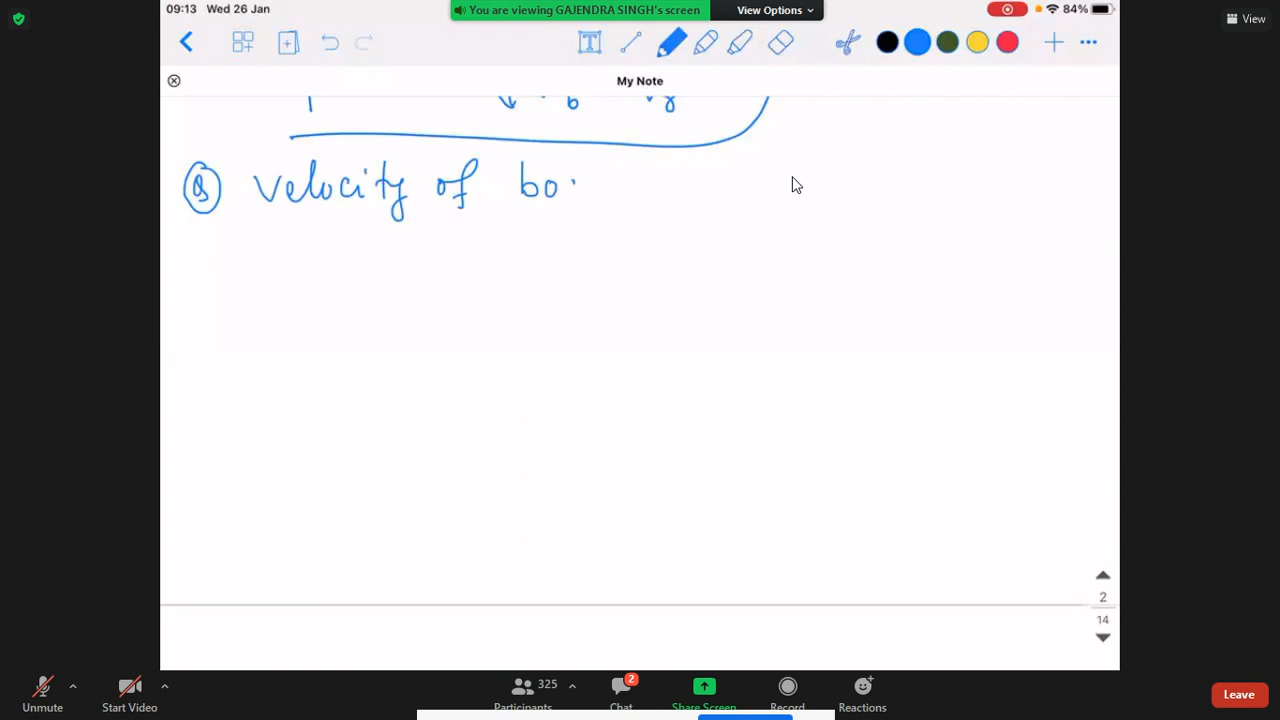 09:13 Wed 26 Jan
You are viewing GAJENDRA SINGH's screen
View Options
84%
View
My Note
Q velocity of bo
2
14
Unmute
Start Video
325
Participants
2
Chat
Share Screen
Record
Reactions
Leave